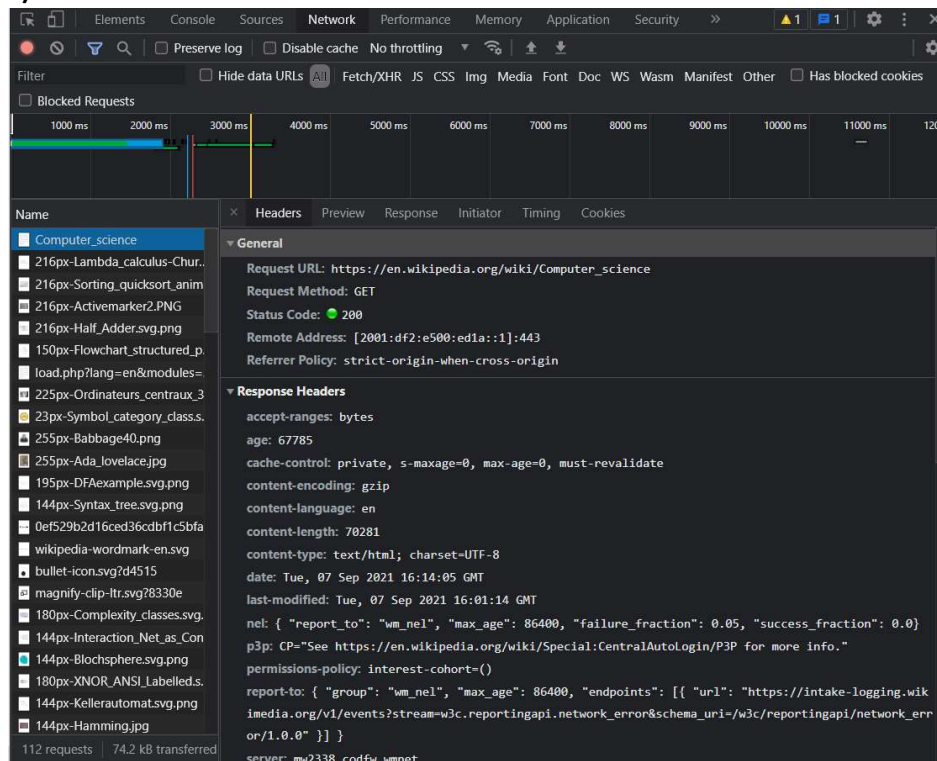 Elements Console Sources Network Performance Memory Application Security » 1 1
Preserve log Disable cache No throttling
Filter Hide data URLs All Fetch/XHR JS CSS Img Media Font Doc WS Wasm Manifest Other Has blocked cookies
Blocked Requests
1000 ms 2000 ms 3000 ms 4000 ms 5000 ms 6000 ms 7000 ms 8000 ms 9000 ms 10000 ms 11000 ms 120
Name
Computer_science
216px-Lambda_calculus-Chur..
216px-Sorting_quicksort_anim
216px-Activemarker2.PNG
216px-Half_Adder.svg.png
150px-Flowchart_structured_p.
load.php?lang=en&modules=
225px-Ordinateurs_centraux_3
23px-Symbol_category_class.s.
255px-Babbage40.png
255px-Ada_lovelace.jpg
195px-DFAexample.svg.png
144px-Syntax_tree.svg.png
0ef529b2d16ced36cdbf1c5bfa
wikipedia-wordmark-en.svg
bullet-icon.svg?d4515
magnify-clip-ltr.svg?8330e
180px-Complexity_classes.svg.
144px-Interaction_Net_as_Con
144px-Blochsphere.svg.png
180px-XNOR_ANSI_Labelled.s.
144px-Kellerautomat.svg.png
144px-Hamming.jpg
112 requests 74.2 kB transferred
× Headers Preview Response Initiator Timing Cookies
General
Request URL: https://en.wikipedia.org/wiki/Computer_science
Request Method: GET
Status Code: 200
Remote Address: [2001:df2:e500:ed1a::1]:443
Referrer Policy: strict-origin-when-cross-origin
Response Headers
accept-ranges: bytes
age: 67785
cache-control: private, s-maxage=0, max-age=0, must-revalidate
content-encoding: gzip
content-language: en
content-length: 70281
content-type: text/html; charset=UTF-8
date: Tue, 07 Sep 2021 16:14:05 GMT
last-modified: Tue, 07 Sep 2021 16:01:14 GMT
nel: { "report_to": "wm_nel", "max_age": 86400, "failure_fraction": 0.05, "success_fraction": 0.0}
p3p: CP="See https://en.wikipedia.org/wiki/Special:CentralAutoLogin/P3P for more info."
permissions-policy: interest-cohort=()
report-to: { "group": "wm_nel", "max_age": 86400, "endpoints": [{ "url": "https://intake-logging.wik
imedia.org/v1/events?stream=w3c.reportingapi.network_error&schema_uri=/w3c/reportingapi/network_err
or/1.0.0" }] }
server: mw2338.codfw.wmnet